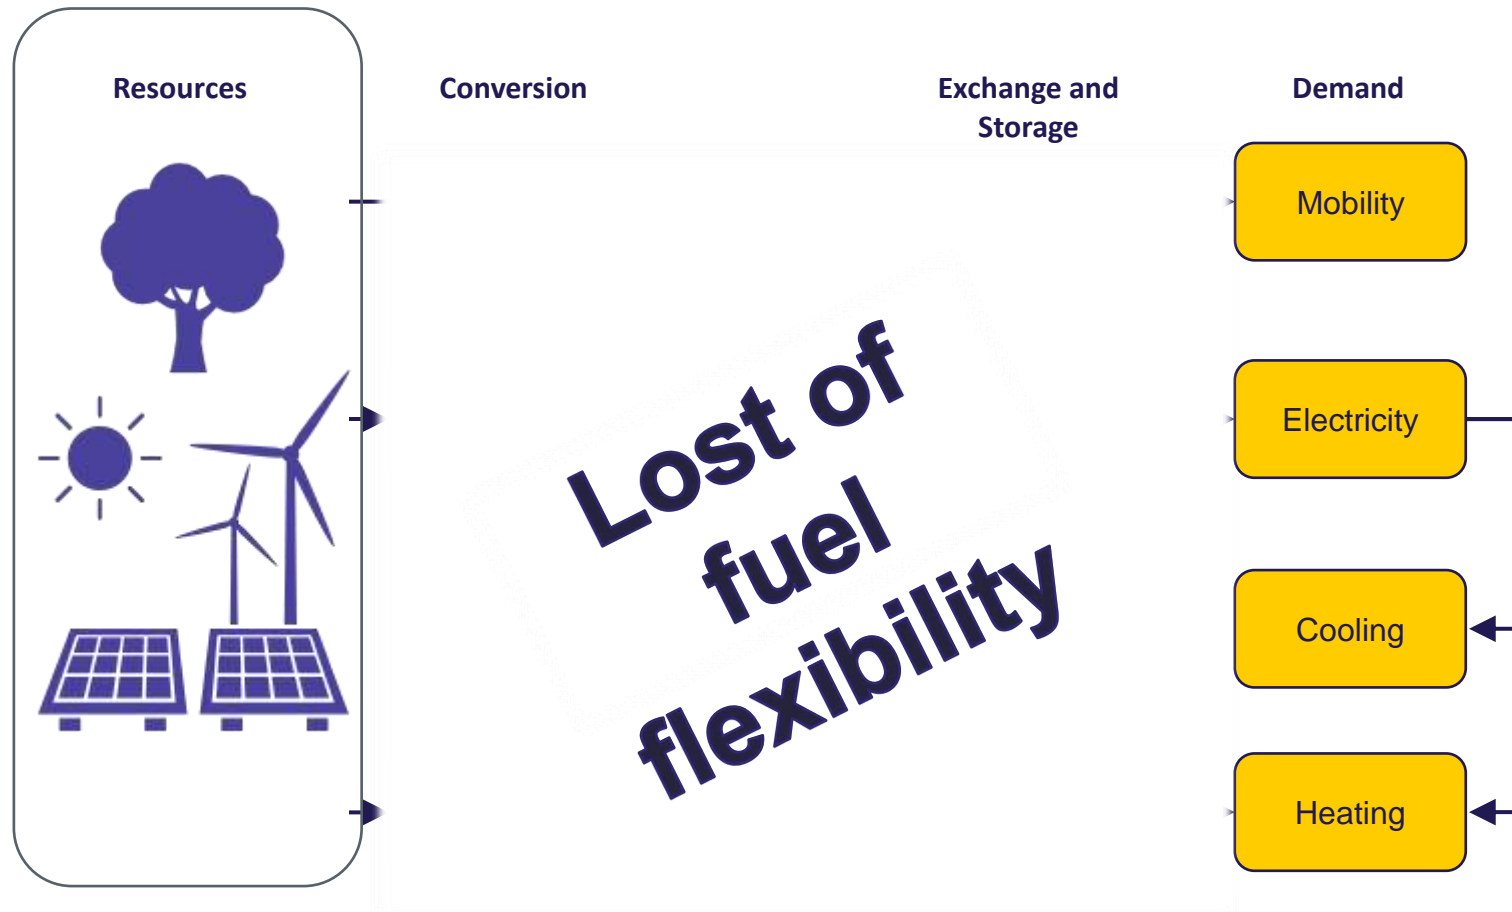 Resources
Conversion
Exchange and
Storage
Demand
Mobility
Electricity
Cooling
Heating
Lost of
fuel
flexibility